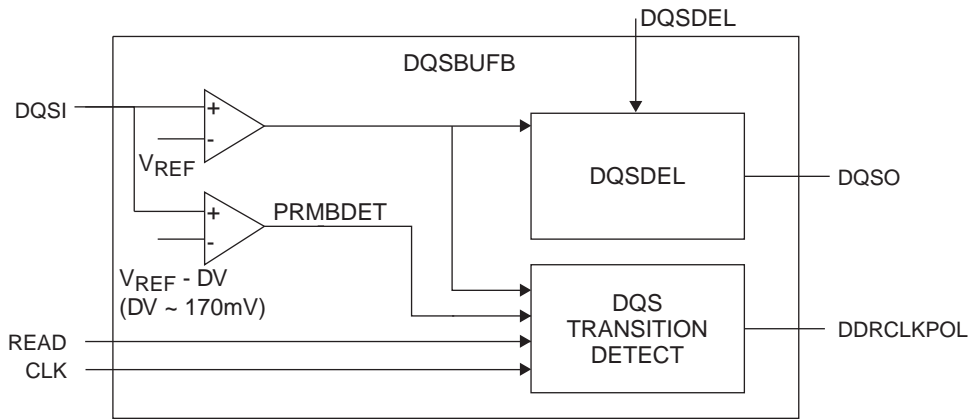 DQSDEL
DQSBUFB
DQSI
+
-
VREF
DQSDEL
DQSO
+
-
PRMBDET
VREF - DV
(DV ~ 170mV)
DQS
TRANSITION
DETECT
DDRCLKPOL
READ
CLK